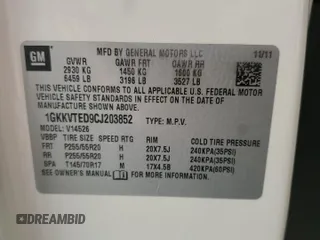 GM
MFD BY GENERAL MOTORS LLC
11/11
GVWR GAWR FRT GAWR RR
2930 KG 1450 KG 1600 KG
6459 LB 3196 LB 3527 LB
THIS VEHICLE CONFORMS TO ALL APPLICABLE U.S. FEDERAL MOTOR
VEHICLE SAFETY STANDARDS IN EFFECT ON THE DATE OF
MANUFACTURE SHOWN ABOVE.
1GKKVTED9CJ203852 TYPE: M.P.V.
MODEL: V14526
TIRE SIZE SPEED RTG RIM COLD TIRE PRESSURE
FRT P255/55R20 H 20X7.5J 240KPA(35PSI)
RR P255/55R20 H 20X7.5J 240KPA(35PSI)
SPA T145/70R17 M 17X4.5B 420KPA(60PSI)
SEE OWNER'S MANUAL FOR MORE INFORMATION.
DREAMBID